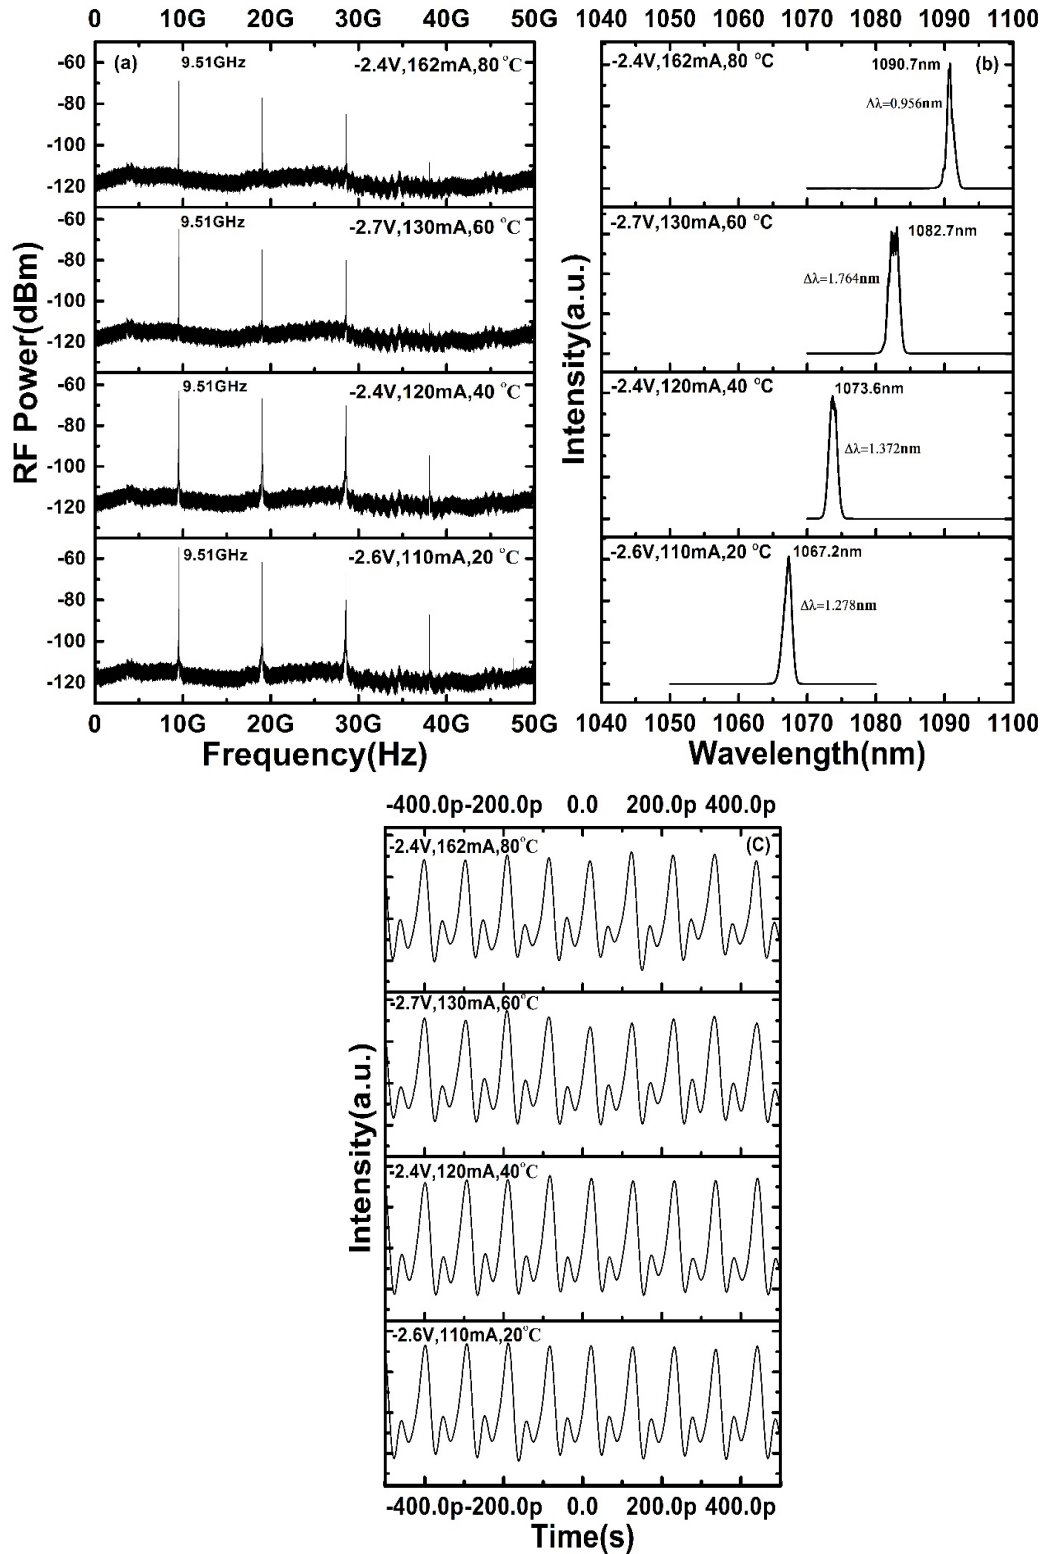 0 10G 20G 30G 40G 50G
(a) 9.51GHz -2.4V,162mA,80 °C
-60
-80
-100
-120
9.51GHz -2.7V,130mA,60 °C
-60
-80
-100
-120
9.51GHz -2.4V,120mA,40 °C
-60
-80
-100
-120
9.51GHz -2.6V,110mA,20 °C
-60
-80
-100
-120
RF Power(dBm)
0 10G 20G 30G 40G 50G
Frequency(Hz)
1040 1050 1060 1070 1080 1090 1100
-2.4V,162mA,80 °C 1090.7nm (b)
Δλ=0.956nm
-2.7V,130mA,60 °C 1082.7nm
Δλ=1.764nm
-2.4V,120mA,40 °C 1073.6nm
Δλ=1.372nm
-2.6V,110mA,20 °C 1067.2nm
Δλ=1.278nm
Intensity(a.u.)
1040 1050 1060 1070 1080 1090 1100
Wavelength(nm)
-400.0p -200.0p 0.0 200.0p 400.0p
-2.4V,162mA,80°C (C)
-2.7V,130mA,60°C
-2.4V,120mA,40°C
-2.6V,110mA,20°C
Intensity(a.u.)
-400.0p -200.0p 0.0 200.0p 400.0p
Time(s)